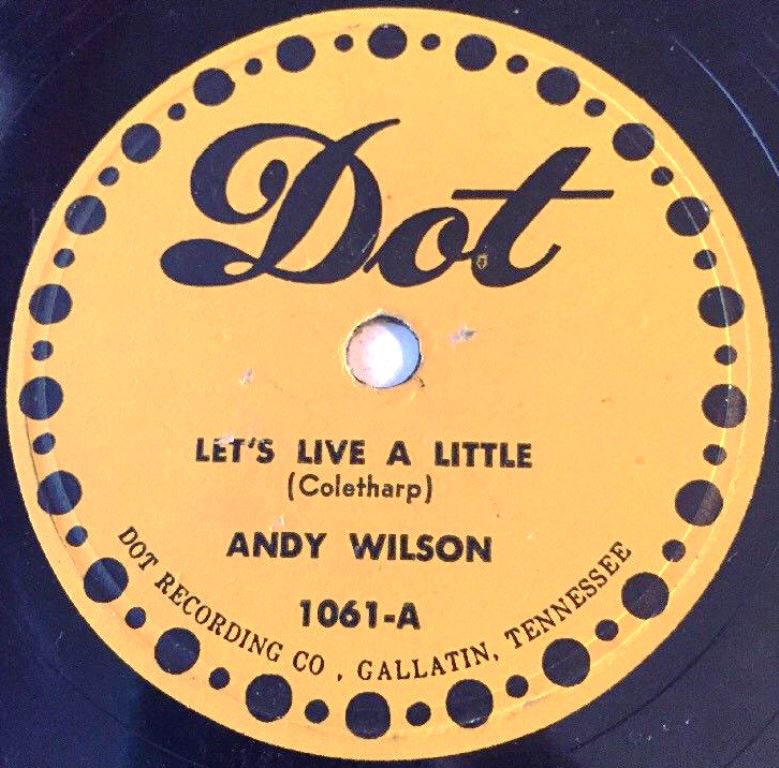 Dot
LET'S LIVE A LITTLE
(Coletharp)
ANDY WILSON
1061-A
DOT RECORDING CO . GALLATIN, TENNESSEE